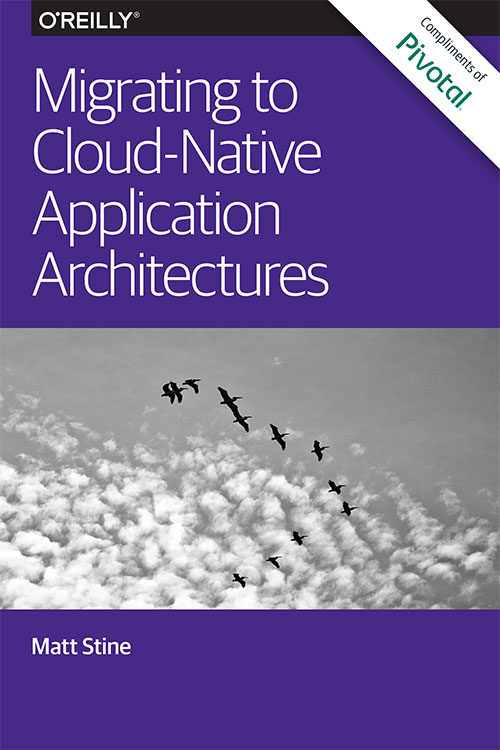 O'REILLY®
Compliments of
Pivotal
Migrating to
Cloud-Native
Application
Architectures
Matt Stine